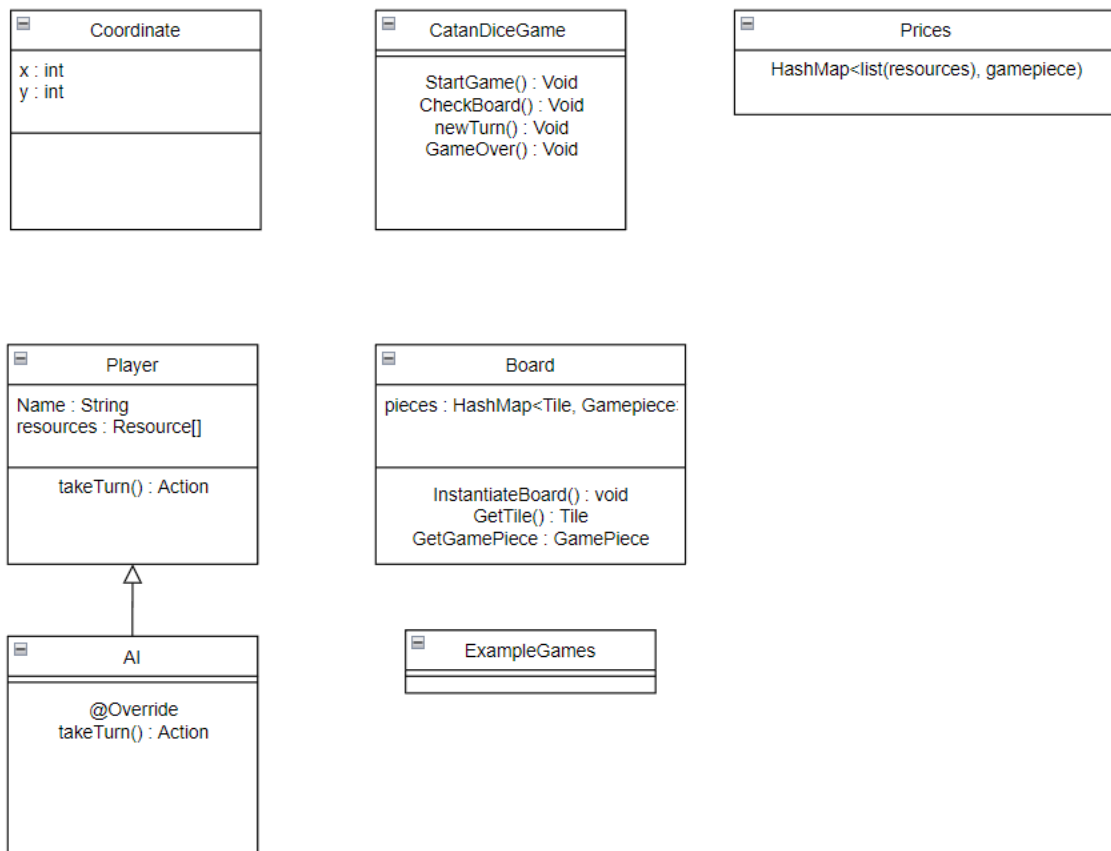 Coordinate
x : int
y : int
CatanDiceGame
StartGame() : Void
CheckBoard() : Void
newTurn() : Void
GameOver() : Void
Prices
HashMap<list(resources), gamepiece)
Player
Name : String
resources : Resource[]
takeTurn() : Action
Board
pieces : HashMap<Tile, Gamepiece
InstantiateBoard() : void
GetTile() : Tile
GetGamePiece : GamePiece
AI
@Override
takeTurn() : Action
ExampleGames